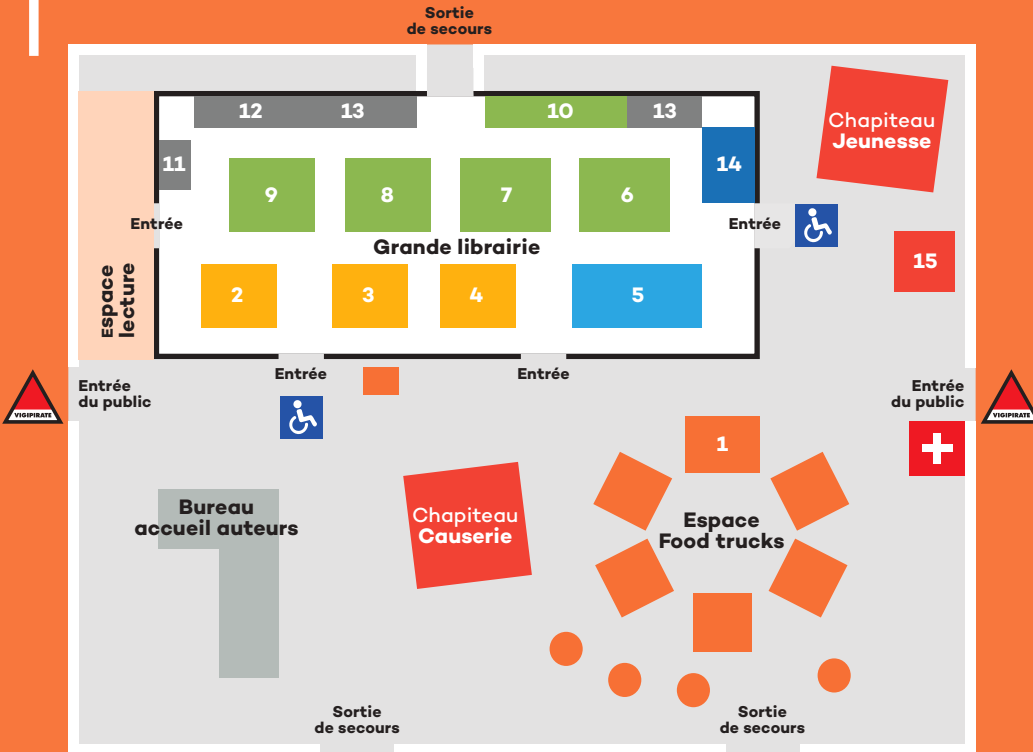 Sortie
de secours
12
13
10
13
Chapiteau
Jeunesse
11
14
9
8
7
6
Entrée
Entrée
Grande librairie
15
Espace
lecture
2
3
4
5
Entrée
Entrée
Entrée
du public
Entrée
du public
VIGIPIRATE
VIGIPIRATE
1
Bureau
accueil auteurs
Chapiteau
Causerie
Espace
Food trucks
Sortie
de secours
Sortie
de secours